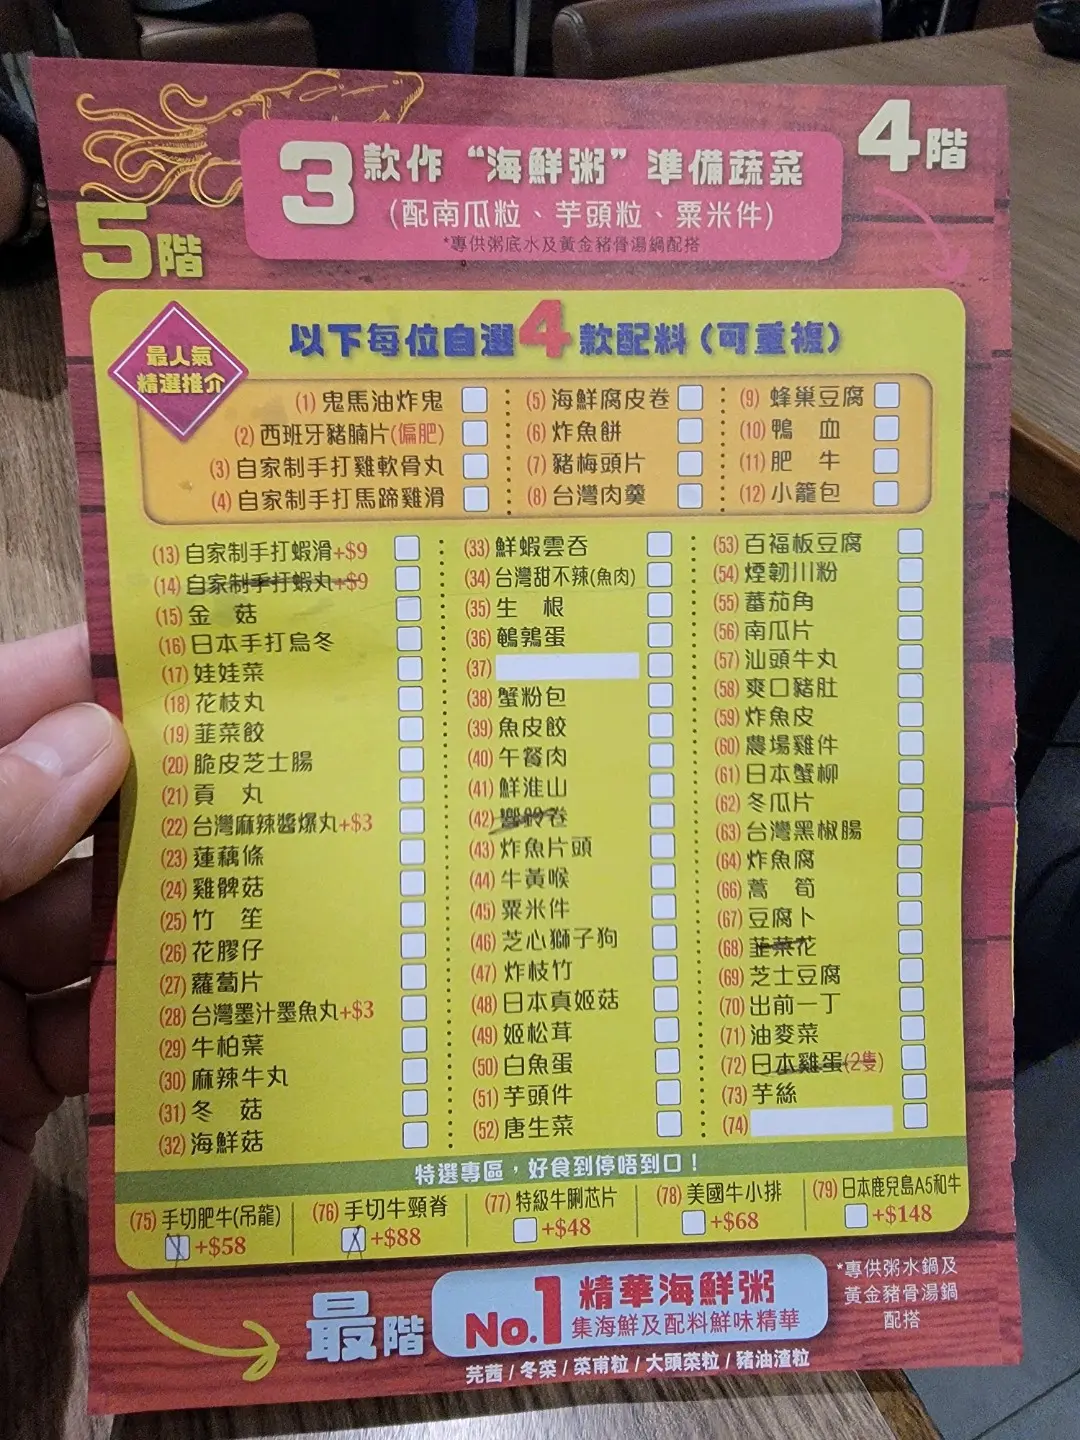 4階
3款作“海鮮粥”準備蔬菜
(配南瓜粒、芋頭粒、粟米件)
*專供粥底水及黃金豬骨湯鍋配搭
5階
以下每位自選4款配料(可重複)
最人氣
精選推介
(1) 鬼馬油炸鬼
(2) 西班牙豬腩片(偏肥)
(3) 自家制手打雞軟骨丸
(4) 自家制手打馬蹄雞滑
(5) 海鮮腐皮卷
(6) 炸魚餅
(7) 豬梅頭片
(8) 台灣肉羹
(9) 蜂巢豆腐
(10) 鴨 血
(11) 肥 牛
(12) 小籠包
(13) 自家制手打蝦滑+$9
(14) 自家制手打蝦丸+$9
(15) 金 菇
(16) 日本手打烏冬
(17) 娃娃菜
(18) 花枝丸
(19) 韮菜餃
(20) 脆皮芝士腸
(21) 貢 丸
(22) 台灣麻辣醬爆丸+$3
(23) 蓮藕條
(24) 雞髀菇
(25) 竹 笙
(26) 花膠仔
(27) 蘿蔔片
(28) 台灣墨汁墨魚丸+$3
(29) 牛柏葉
(30) 麻辣牛丸
(31) 冬 菇
(32) 海鮮菇
(33) 鮮蝦雲吞
(34) 台灣甜不辣(魚肉)
(35) 生 根
(36) 鵪鶉蛋
(37)
(38) 蟹粉包
(39) 魚皮餃
(40) 午餐肉
(41) 鮮淮山
(42) 響鈴卷
(43) 炸魚片頭
(44) 牛黃喉
(45) 粟米件
(46) 芝心獅子狗
(47) 炸枝竹
(48) 日本真姬菇
(49) 姬松茸
(50) 白魚蛋
(51) 芋頭件
(52) 唐生菜
(53) 百福板豆腐
(54) 煙韌川粉
(55) 蕃茄角
(56) 南瓜片
(57) 汕頭牛丸
(58) 爽口豬肚
(59) 炸魚皮
(60) 農場雞件
(61) 日本蟹柳
(62) 冬瓜片
(63) 台灣黑椒腸
(64) 炸魚腐
(66) 萵 筍
(67) 豆腐卜
(68) 韮菜花
(69) 芝士豆腐
(70) 出前一丁
(71) 油麥菜
(72) 日本雞蛋(2隻)
(73) 芋絲
(74)
特選專區，好食到停唔到口！
(75) 手切肥牛(吊龍)
+$58
(76) 手切牛頸脊
+$88
(77) 特級牛脷芯片
+$48
(78) 美國牛小排
+$68
(79) 日本鹿兒島A5和牛
+$148
最階
No.1 精華海鮮粥
集海鮮及配料鮮味精華
芫茜/冬菜/菜甫粒/大頭菜粒/豬油渣粒
*專供粥水鍋及
黃金豬骨湯鍋
配搭